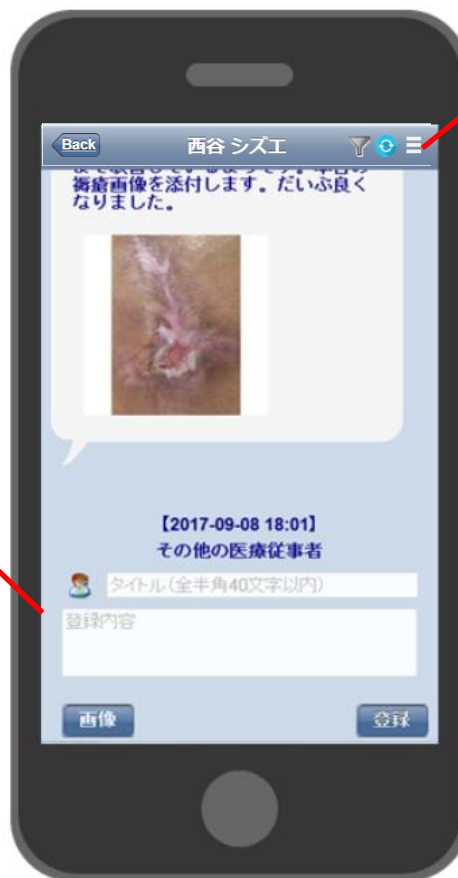 Back
西谷 シズエ
褥瘡画像を添付します。だいぶ良く
なりました。
【2017-09-08 18:01】
その他の医療従事者
タイトル(全半角40文字以内)
登録内容
画像
登録